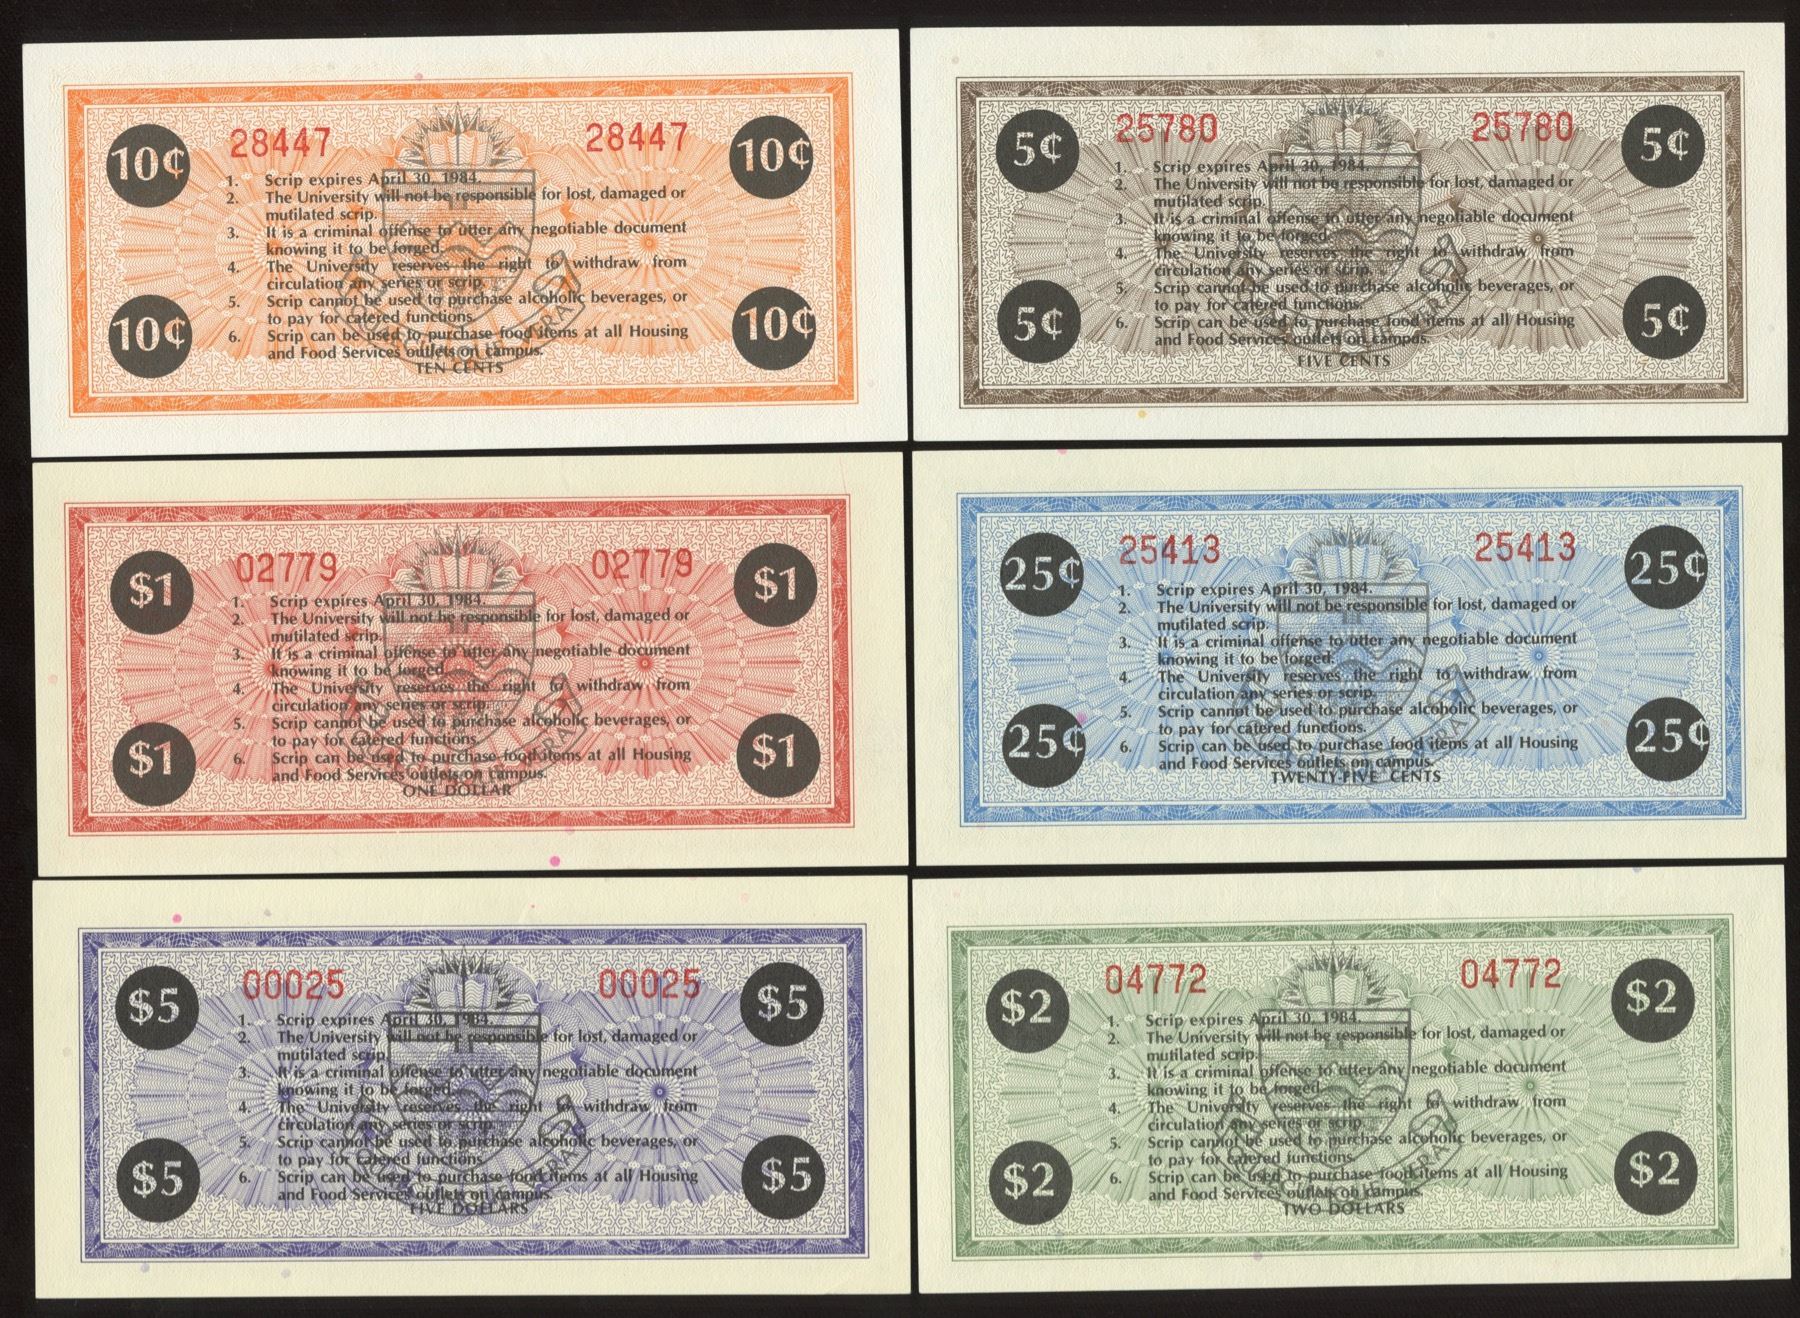 10¢ 28447 28447 10¢
1. Scrip expires April 30, 1984.
2. The University will not be responsible for lost, damaged or
mutilated scrip.
3. It is a criminal offense to utter any negotiable document
knowing it to be forged.
4. The University reserves the right to withdraw from
circulation any series or scrip.
5. Scrip cannot be used to purchase alcoholic beverages, or
to pay for catered functions.
6. Scrip can be used to purchase food items at all Housing
and Food Services outlets on campus.
10¢ 10¢
TEN CENTS
5¢ 25780 25780 5¢
1. Scrip expires April 30, 1984.
2. The University will not be responsible for lost, damaged or
mutilated scrip.
3. It is a criminal offense to utter any negotiable document
knowing it to be forged.
4. The University reserves the right to withdraw from
circulation any series or scrip.
5. Scrip cannot be used to purchase alcoholic beverages, or
to pay for catered functions.
6. Scrip can be used to purchase food items at all Housing
and Food Services outlets on campus.
5¢ 5¢
FIVE CENTS
$1 02779 02779 $1
1. Scrip expires April 30, 1984.
2. The University will not be responsible for lost, damaged or
mutilated scrip.
3. It is a criminal offense to utter any negotiable document
knowing it to be forged.
4. The University reserves the right to withdraw from
circulation any series or scrip.
5. Scrip cannot be used to purchase alcoholic beverages, or
to pay for catered functions.
6. Scrip can be used to purchase food items at all Housing
and Food Services outlets on campus.
$1 $1
ONE DOLLAR
25¢ 25413 25413 25¢
1. Scrip expires April 30, 1984.
2. The University will not be responsible for lost, damaged or
mutilated scrip.
3. It is a criminal offense to utter any negotiable document
knowing it to be forged.
4. The University reserves the right to withdraw from
circulation any series or scrip.
5. Scrip cannot be used to purchase alcoholic beverages, or
to pay for catered functions.
6. Scrip can be used to purchase food items at all Housing
and Food Services outlets on campus.
25¢ 25¢
TWENTY-FIVE CENTS
$5 00025 00025 $5
1. Scrip expires April 30, 1984.
2. The University will not be responsible for lost, damaged or
mutilated scrip.
3. It is a criminal offense to utter any negotiable document
knowing it to be forged.
4. The University reserves the right to withdraw from
circulation any series or scrip.
5. Scrip cannot be used to purchase alcoholic beverages, or
to pay for catered functions.
6. Scrip can be used to purchase food items at all Housing
and Food Services outlets on campus.
$5 $5
FIVE DOLLARS
$2 04772 04772 $2
1. Scrip expires April 30, 1984.
2. The University will not be responsible for lost, damaged or
mutilated scrip.
3. It is a criminal offense to utter any negotiable document
knowing it to be forged.
4. The University reserves the right to withdraw from
circulation any series or scrip.
5. Scrip cannot be used to purchase alcoholic beverages, or
to pay for catered functions.
6. Scrip can be used to purchase food items at all Housing
and Food Services outlets on campus.
$2 $2
TWO DOLLARS